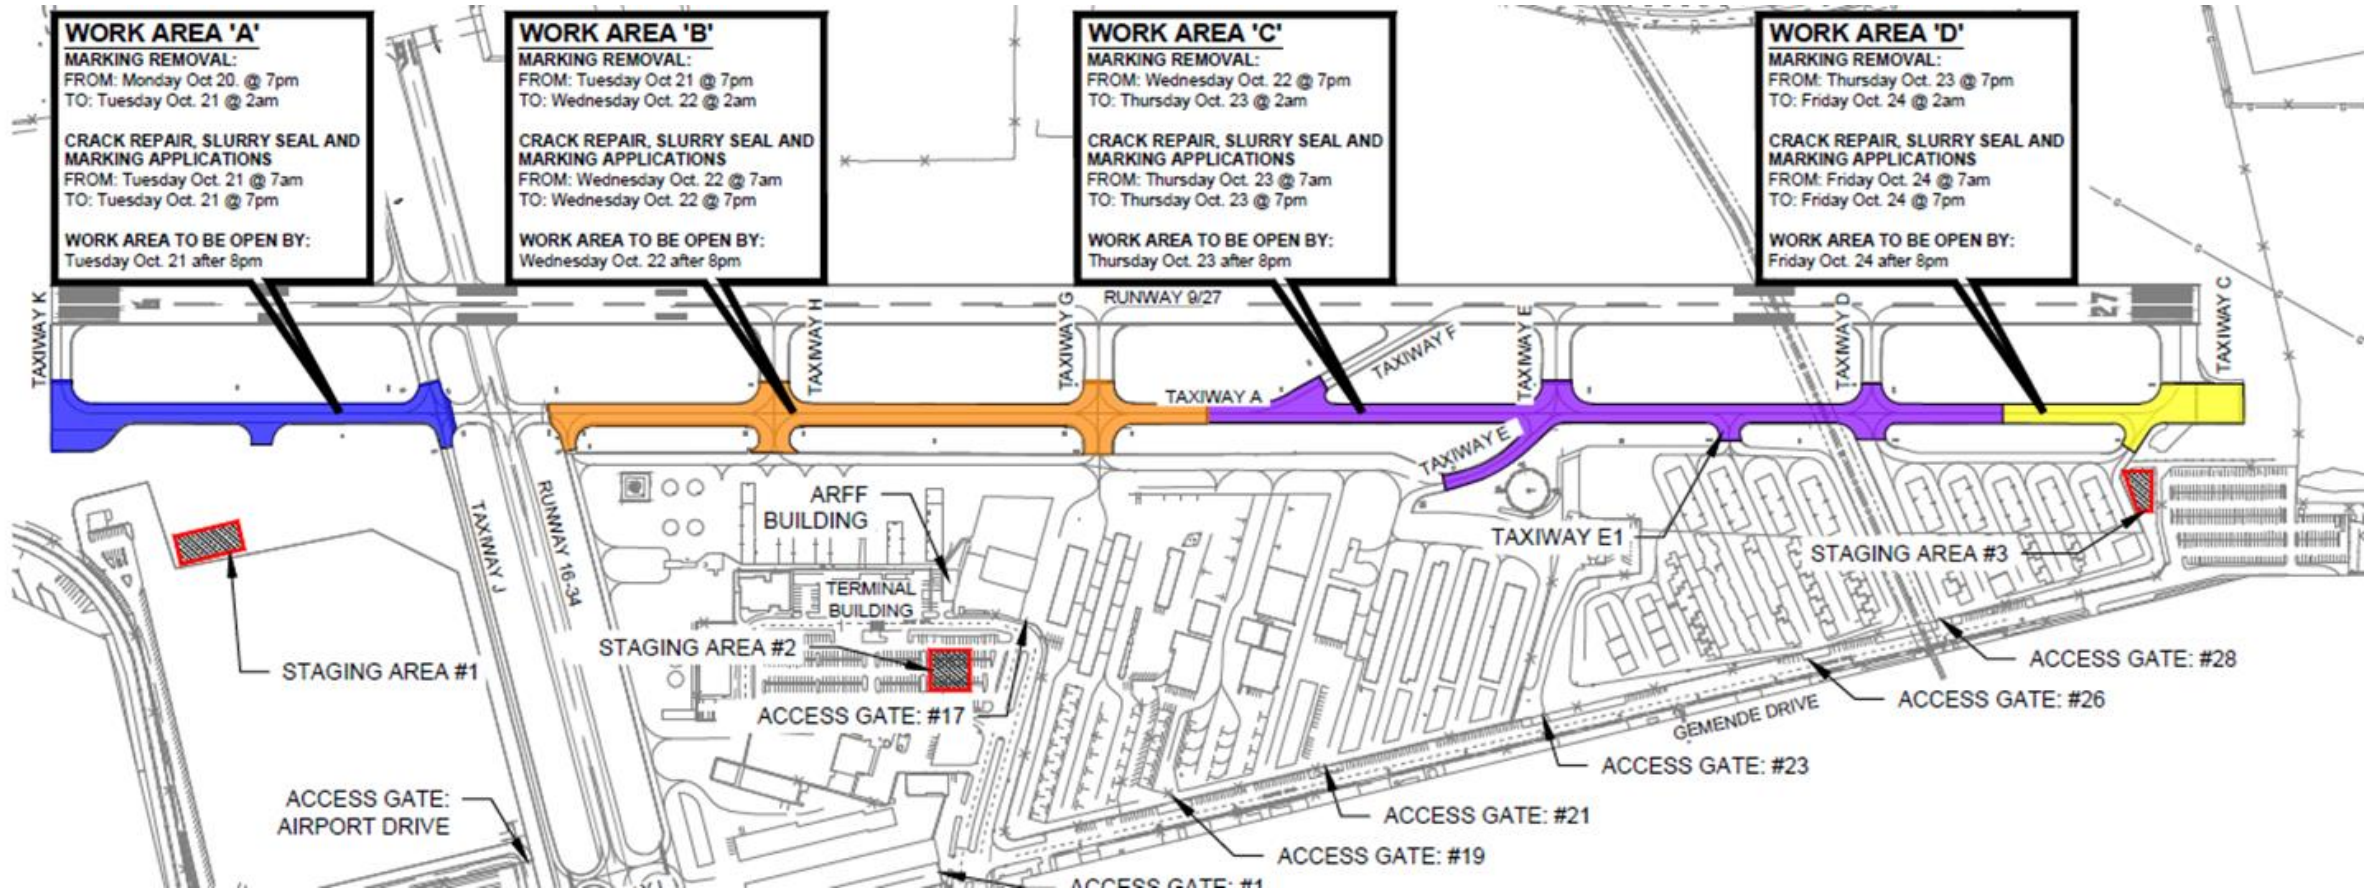 WORK AREA 'A'
MARKING REMOVAL:
FROM: Monday Oct 20. @ 7pm
TO: Tuesday Oct. 21 @ 2am
CRACK REPAIR, SLURRY SEAL AND
MARKING APPLICATIONS
FROM: Tuesday Oct. 21 @ 7am
TO: Tuesday Oct. 21 @ 7pm
WORK AREA TO BE OPEN BY:
Tuesday Oct. 21 after 8pm
WORK AREA 'B'
MARKING REMOVAL:
FROM: Tuesday Oct 21 @ 7pm
TO: Wednesday Oct. 22 @ 2am
CRACK REPAIR, SLURRY SEAL AND
MARKING APPLICATIONS
FROM: Wednesday Oct. 22 @ 7am
TO: Wednesday Oct. 22 @ 7pm
WORK AREA TO BE OPEN BY:
Wednesday Oct. 22 after 8pm
WORK AREA 'C'
MARKING REMOVAL:
FROM: Wednesday Oct. 22 @ 7pm
TO: Thursday Oct. 23 @ 2am
CRACK REPAIR, SLURRY SEAL AND
MARKING APPLICATIONS
FROM: Thursday Oct. 23 @ 7am
TO: Thursday Oct. 23 @ 7pm
WORK AREA TO BE OPEN BY:
Thursday Oct. 23 after 8pm
WORK AREA 'D'
MARKING REMOVAL:
FROM: Thursday Oct. 23 @ 7pm
TO: Friday Oct. 24 @ 2am
CRACK REPAIR, SLURRY SEAL AND
MARKING APPLICATIONS
FROM: Friday Oct. 24 @ 7am
TO: Friday Oct. 24 @ 7pm
WORK AREA TO BE OPEN BY:
Friday Oct. 24 after 8pm
TAXIWAY K
TAXIWAY H
TAXIWAY G
RUNWAY 9/27
TAXIWAY F
TAXIWAY E
TAXIWAY D
27
TAXIWAY C
TAXIWAY A
TAXIWAY E
TAXIWAY J
RUNWAY 16-34
ARFF
BUILDING
TAXIWAY E1
STAGING AREA #3
TERMINAL
BUILDING
STAGING AREA #1
STAGING AREA #2
ACCESS GATE: #17
ACCESS GATE: #28
ACCESS GATE: #26
GEMENDE DRIVE
ACCESS GATE: #23
ACCESS GATE:
AIRPORT DRIVE
ACCESS GATE: #21
ACCESS GATE: #19
ACCESS GATE: #1